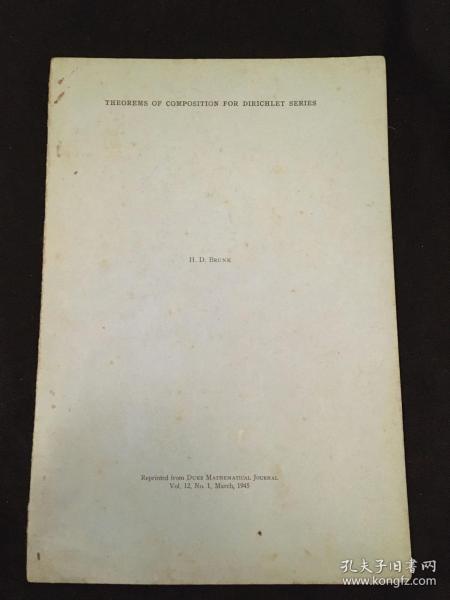 THEOREMS OF COMPOSITION FOR DIRICHLET SERIES
H. D. BRUNK
Reprinted from DUKE MATHEMATICAL JOURNAL
Vol. 12, No. 1, March, 1945
孔夫子旧书网
www.kongfz.com